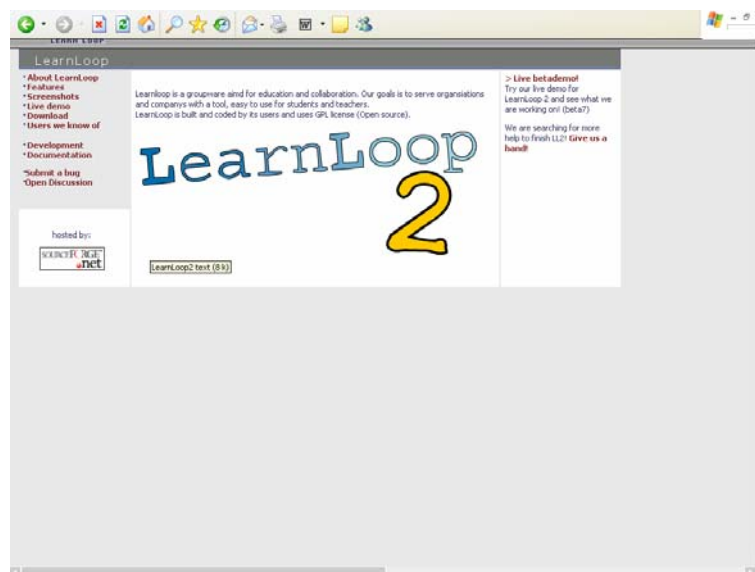 LEARN LOOP
LearnLoop
*About LearnLoop
*Features
*Screenshots
*Live demo
*Download
*Users we know of
*Development
*Documentation
*Submit a bug
*Open Discussion
hosted by:
SOURCEFORGE
.net
Learnloop is a groupware aimd for education and collaboration. Our goals is to serve organsiations
and companys with a tool, easy to use for students and teachers.
LearnLoop is built and coded by its users and uses GPL license (Open source).
LearnLoop
2
LearnLoop2 text (8 k)
> Live betademo!
Try our live demo for
LearnLoop 2 and see what we
are working on! (beta7)
We are searching for more
help to finish LL2! Give us a
hand!